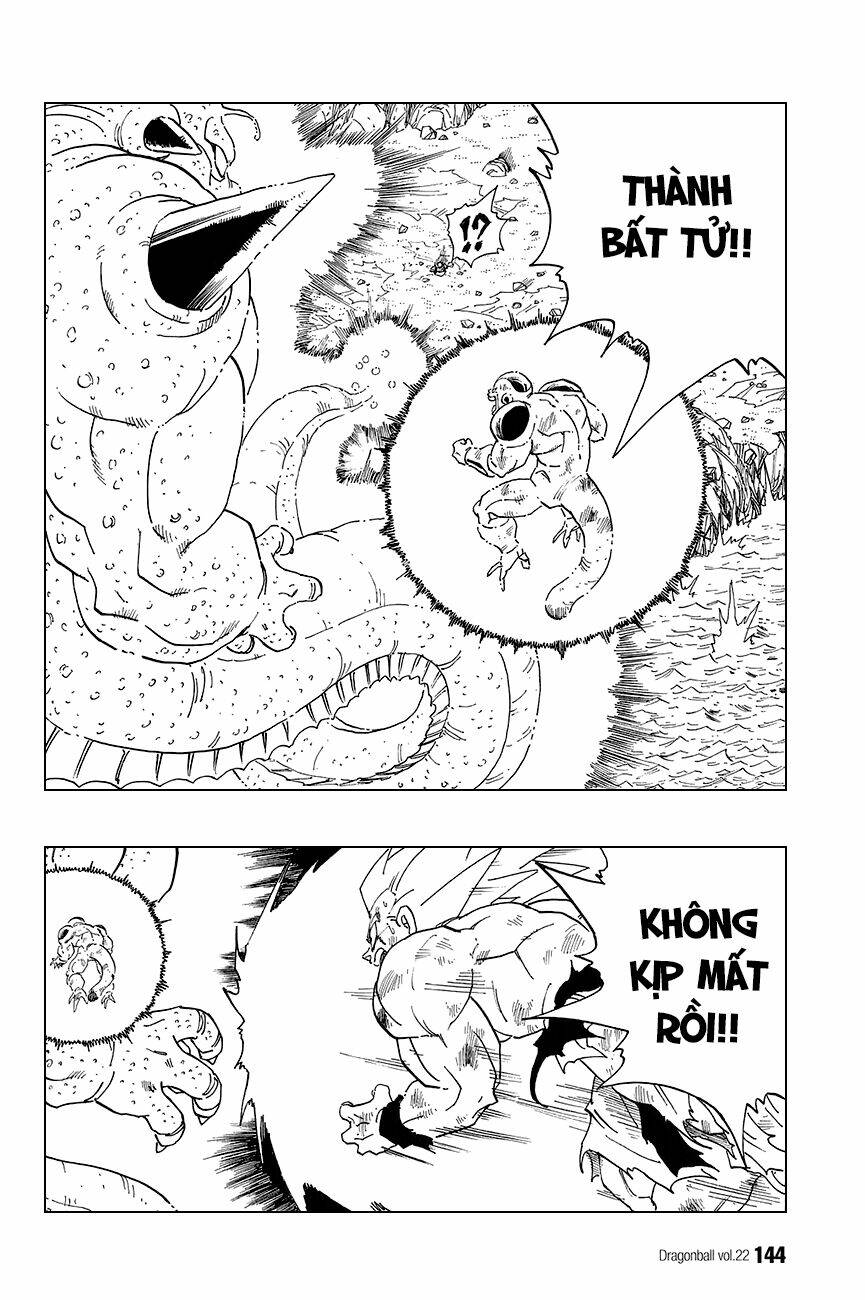 THÀNH
BẤT TỬ!!
!?
KHÔNG
KỊP MẤT
RỒI!!
Dragonball vol.22 144